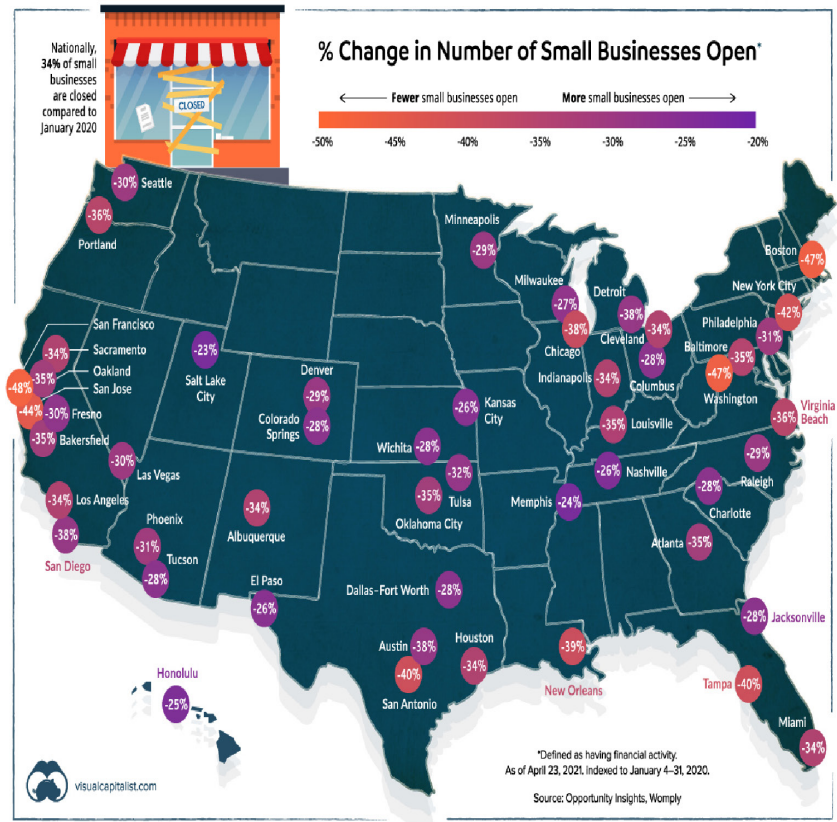 Nationally,
34% of small
businesses
are closed
compared to
January 2020
CLOSED
% Change in Number of Small Businesses Open*
Fewer small businesses open
More small businesses open
-50% -45% -40% -35% -30% -25% -20%
-30% Seattle
-36%
Portland
Minneapolis
-29%
Boston
-47%
Milwaukee
-27%
Detroit
-38%
New York City
-42%
San Francisco
-48%
Sacramento
-34%
Oakland
-35%
San Jose
-44%
-30% Fresno
-35% Bakersfield
-23%
Salt Lake
City
Denver
-29%
Colorado
Springs
-28%
-38%
Chicago
-34%
Cleveland
-28%
Columbus
Philadelphia
-31%
Baltimore
-35%
-47%
Washington
Indianapolis
-34%
-26% Kansas
City
Wichita -28%
-35% Louisville
-36%
Virginia
Beach
-30%
Las Vegas
-34% Los Angeles
-38%
San Diego
Phoenix
-31%
Tucson
-28%
-34%
Albuquerque
-32%
Tulsa
-35%
Oklahoma City
-26% Nashville
Memphis -24%
-29%
Raleigh
-28%
Charlotte
Atlanta -35%
El Paso
-26%
Dallas–Fort Worth -28%
Austin -38%
-40%
San Antonio
Houston
-34%
-39%
New Orleans
-28% Jacksonville
Tampa -40%
Miami
-34%
Honolulu
-25%
*Defined as having financial activity.
As of April 23, 2021. Indexed to January 4–31, 2020.
Source: Opportunity Insights, Womply
visualcapitalist.com